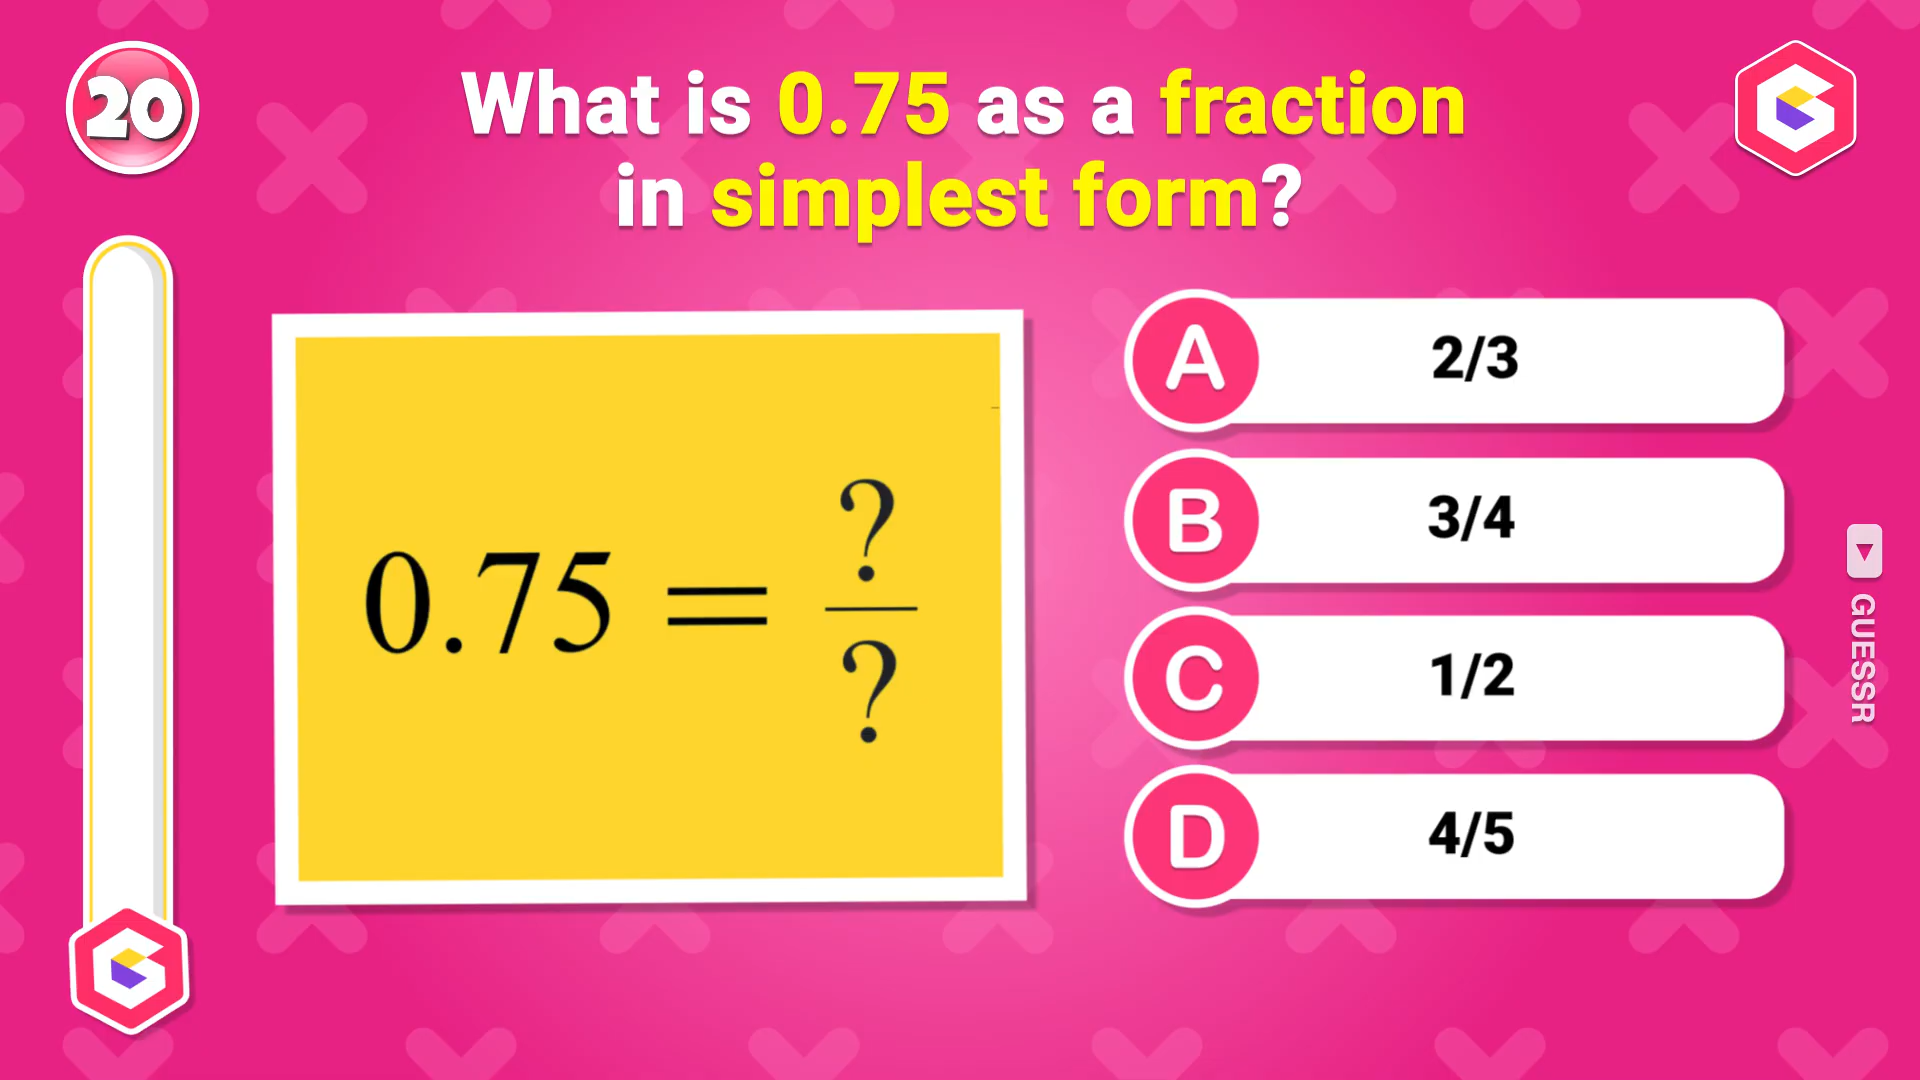 20
What is 0.75 as a fraction
in simplest form?
0.75 = ?/?
A 2/3
B 3/4
C 1/2
D 4/5
GUESSR